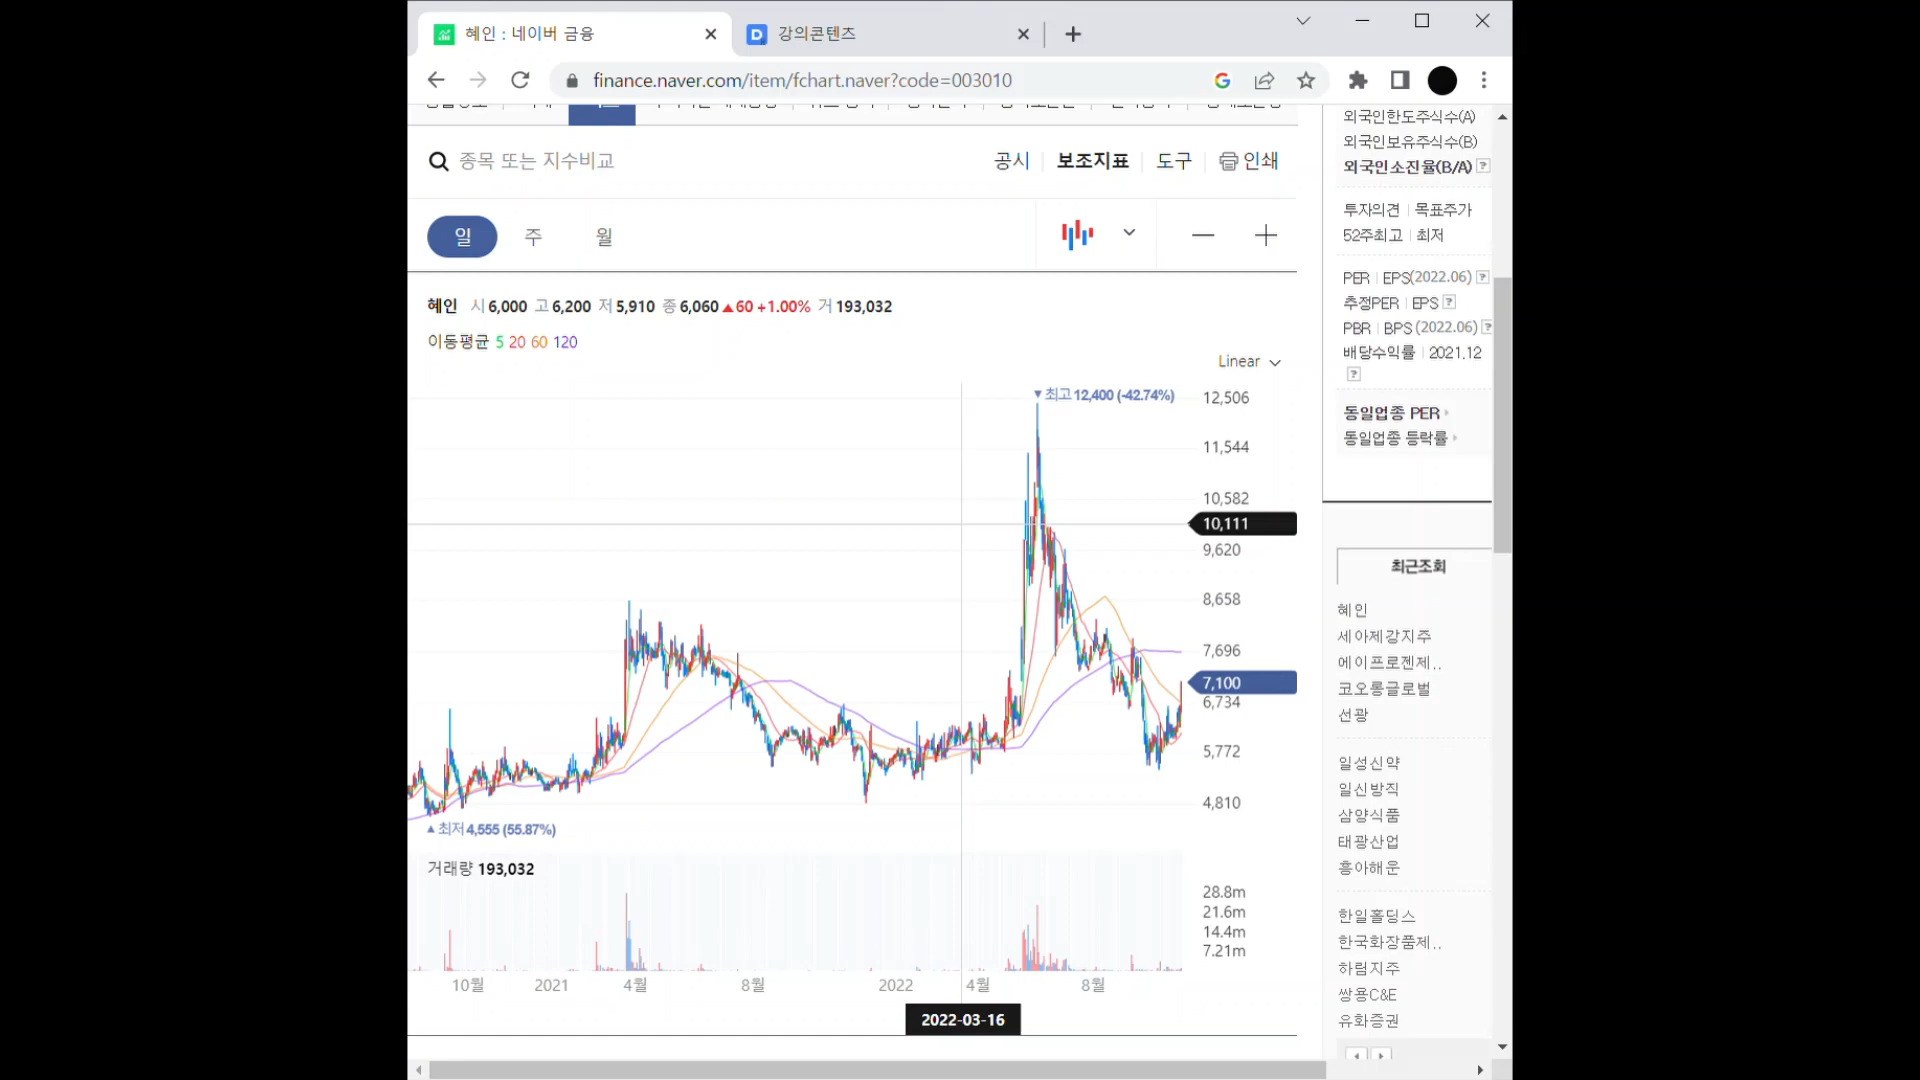 혜인 : 네이버 금융
강의콘텐츠
finance.naver.com/item/fchart.naver?code=003010
종목 또는 지수비교
공시 보조지표 도구 인쇄
일 주 월
혜인 시 6,000 고 6,200 저 5,910 종 6,060 ▲60 +1.00% 거 193,032
이동평균 5 20 60 120
Linear
▼최고 12,400 (-42.74%)
12,506
11,544
10,582
10,111
9,620
8,658
7,696
7,100
6,734
5,772
4,810
▲최저 4,555 (55.87%)
거래량 193,032
28.8m
21.6m
14.4m
7.21m
10월 2021 4월 8월 2022 4월 8월
2022-03-16
외국인한도주식수(A)
외국인보유주식수(B)
외국인소진율(B/A) ?
투자의견 | 목표주가
52주최고 | 최저
PER | EPS(2022.06) ?
추정PER | EPS ?
PBR | BPS (2022.06) ?
배당수익률 | 2021.12
?
동일업종 PER
동일업종 등락률
최근조회
혜인
세아제강지주
에이프로젠제..
코오롱글로벌
선광
일성신약
일신방직
삼양식품
태광산업
흥아해운
한일홀딩스
한국화장품제..
하림지주
쌍용C&E
유화증권